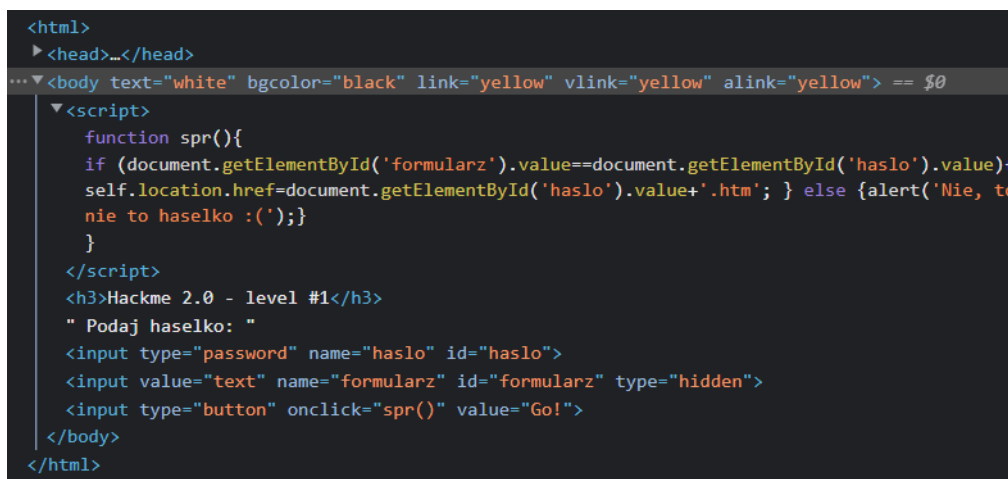 <html>
<head>…</head>
<body text="white" bgcolor="black" link="yellow" vlink="yellow" alink="yellow"> == $0
<script>
function spr(){
if (document.getElementById('formularz').value==document.getElementById('haslo').value)
self.location.href=document.getElementById('haslo').value+'.htm'; } else {alert('Nie, to
nie to haselko :(');}
}
</script>
<h3>Hackme 2.0 - level #1</h3>
" Podaj haselko: "
<input type="password" name="haslo" id="haslo">
<input value="text" name="formularz" id="formularz" type="hidden">
<input type="button" onclick="spr()" value="Go!">
</body>
</html>